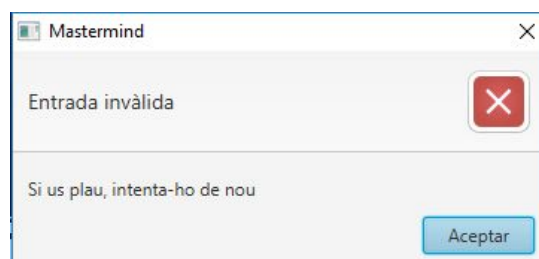 Mastermind
Entrada invàlida
Si us plau, intenta-ho de nou
Aceptar